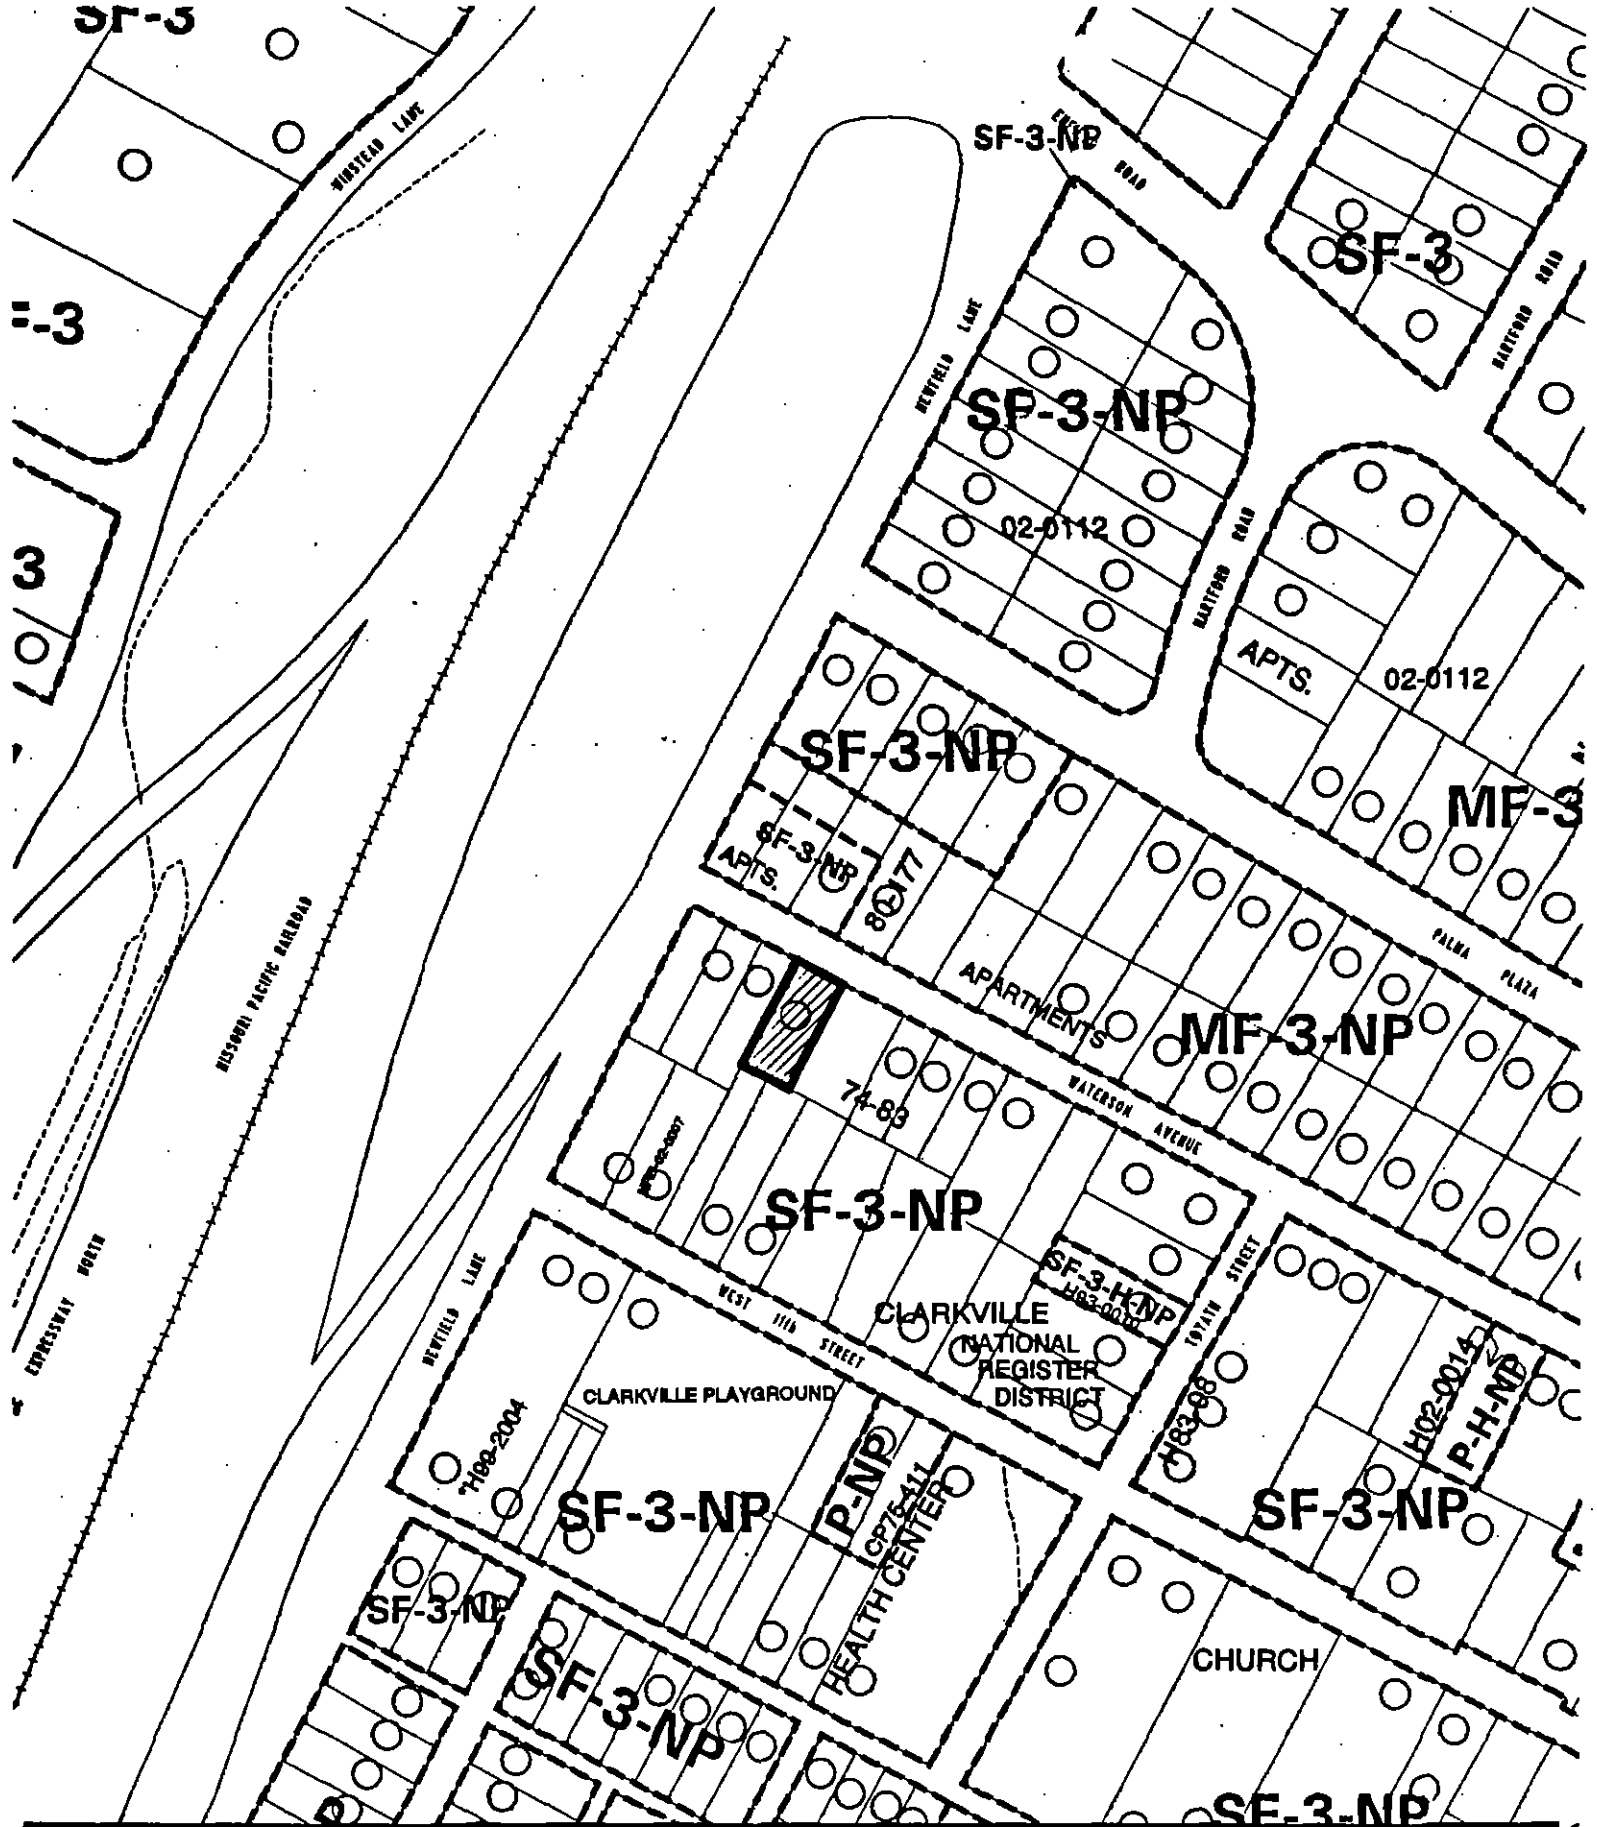 SF-3
WINSTEAD LANE
SF-3-NP
ROAD
SF-3
HARTFORD ROAD
-3
NEWFIELD LANE
SF-3-NP
02-0112
HARTFORD ROAD
3
APTS.
02-0112
SF-3-NP
MF-3
SF-3-NP
APTS.
80-177
MISSOURI PACIFIC RAILROAD
PALMA PLAZA
APARTMENTS
MF-3-NP
74-83
WATERSON AVENUE
SF-3-NP
EXPRESSWAY NORTH
NEWFIELD LANE
WEST 11th STREET
SF-3-H-NP
STREET
CLARKVILLE
NATIONAL
REGISTER
DISTRICT
CLARKVILLE PLAYGROUND
H99-2004
P-NP
CP75-411
HEALTH CENTER
H83-08
H02-0014
P-H-NP
SF-3-NP
SF-3-NP
SF-3-NP
SF-3-NP
CHURCH
SF-3-NP